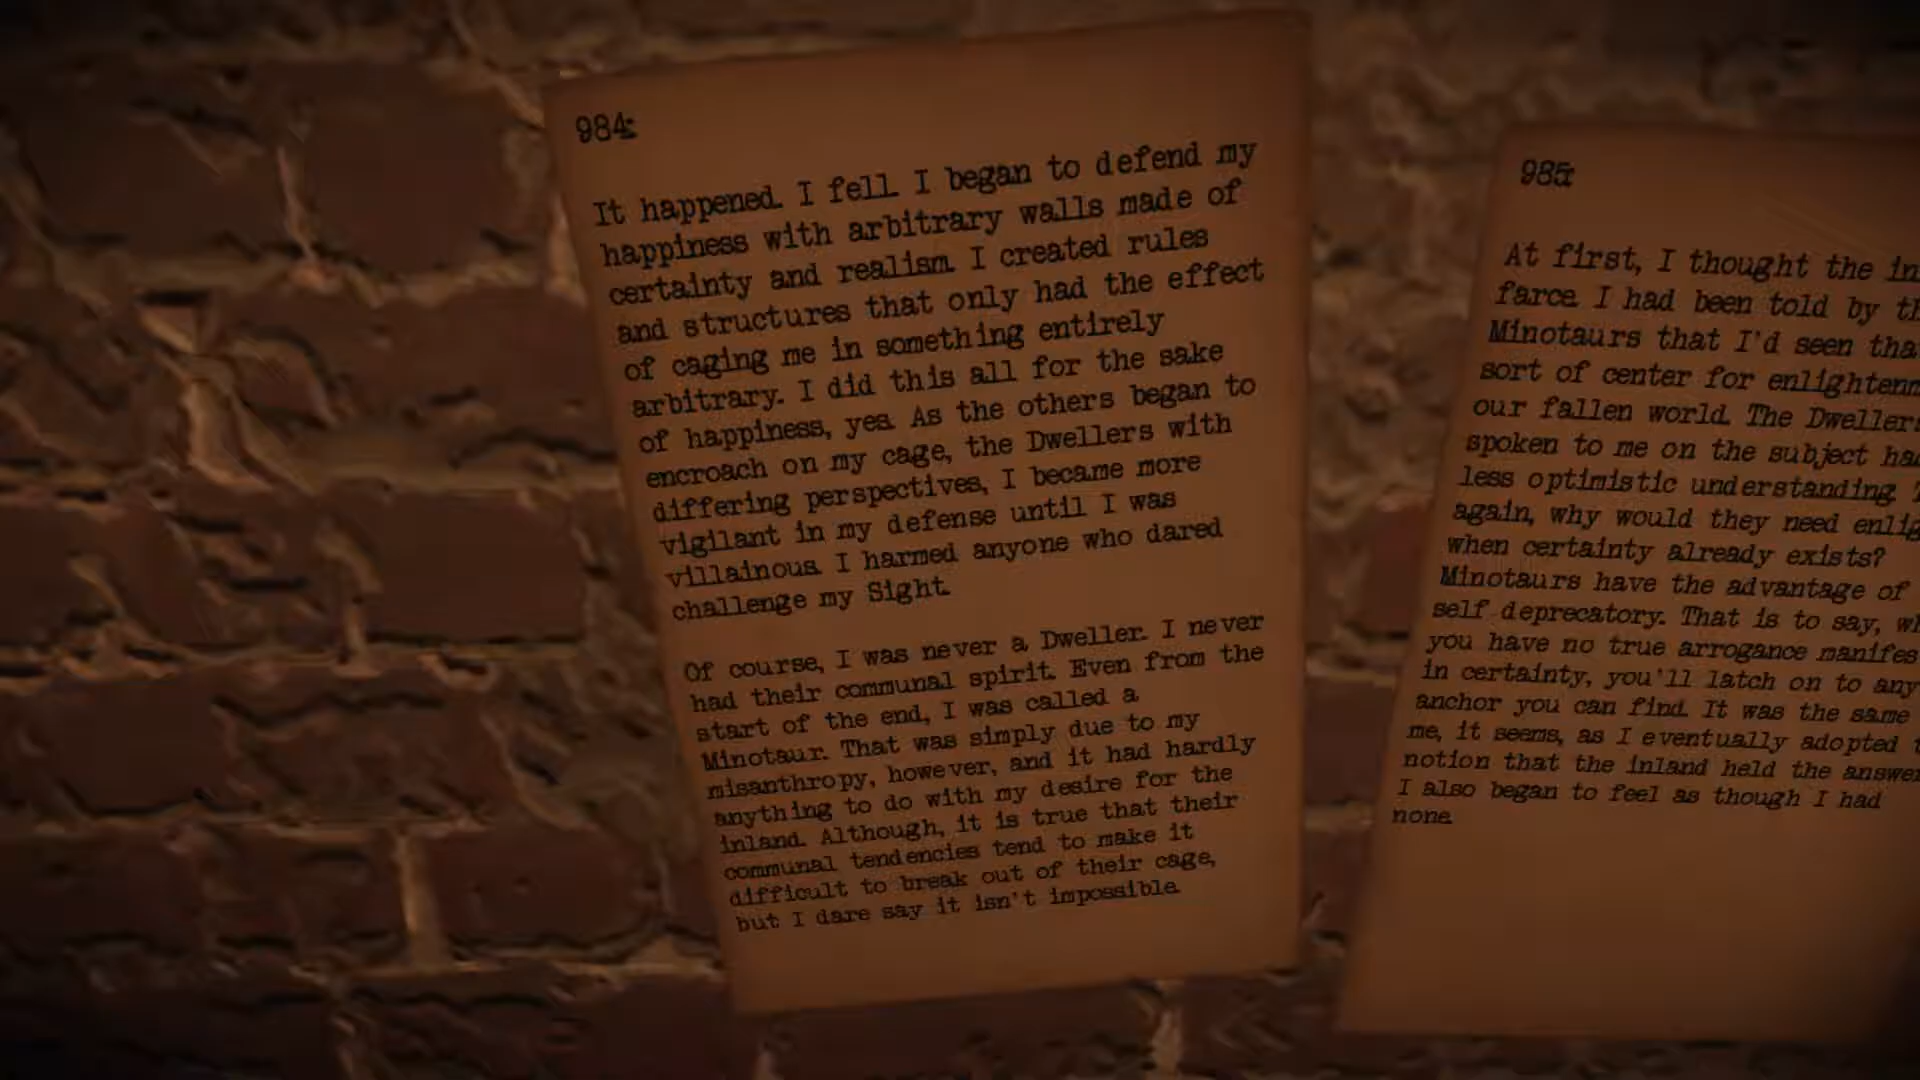 984:
It happened. I fell. I began to defend my
happiness with arbitrary walls made of
certainty and realism. I created rules
and structures that only had the effect
of caging me in something entirely
arbitrary. I did this all for the sake
of happiness, yes. As the others began to
encroach on my cage, the Dwellers with
differing perspectives, I became more
vigilant in my defense until I was
villainous. I harmed anyone who dared
challenge my Sight.
Of course, I was never a Dweller. I never
had their communal spirit. Even from the
start of the end, I was called a
Minotaur. That was simply due to my
misanthropy, however, and it had hardly
anything to do with my desire for the
inland. Although, it is true that their
communal tendencies tend to make it
difficult to break out of their cage,
but I dare say it isn't impossible.
985:
At first, I thought the in
farce. I had been told by th
Minotaurs that I'd seen tha
sort of center for enlightenm
our fallen world. The Dwellers
spoken to me on the subject ha
less optimistic understanding.
again, why would they need enlig
when certainty already exists?
Minotaurs have the advantage of
self deprecatory. That is to say, wh
you have no true arrogance manifes
in certainty, you'll latch on to any
anchor you can find. It was the same
me, it seems, as I eventually adopted t
notion that the inland held the answer
I also began to feel as though I had
none.